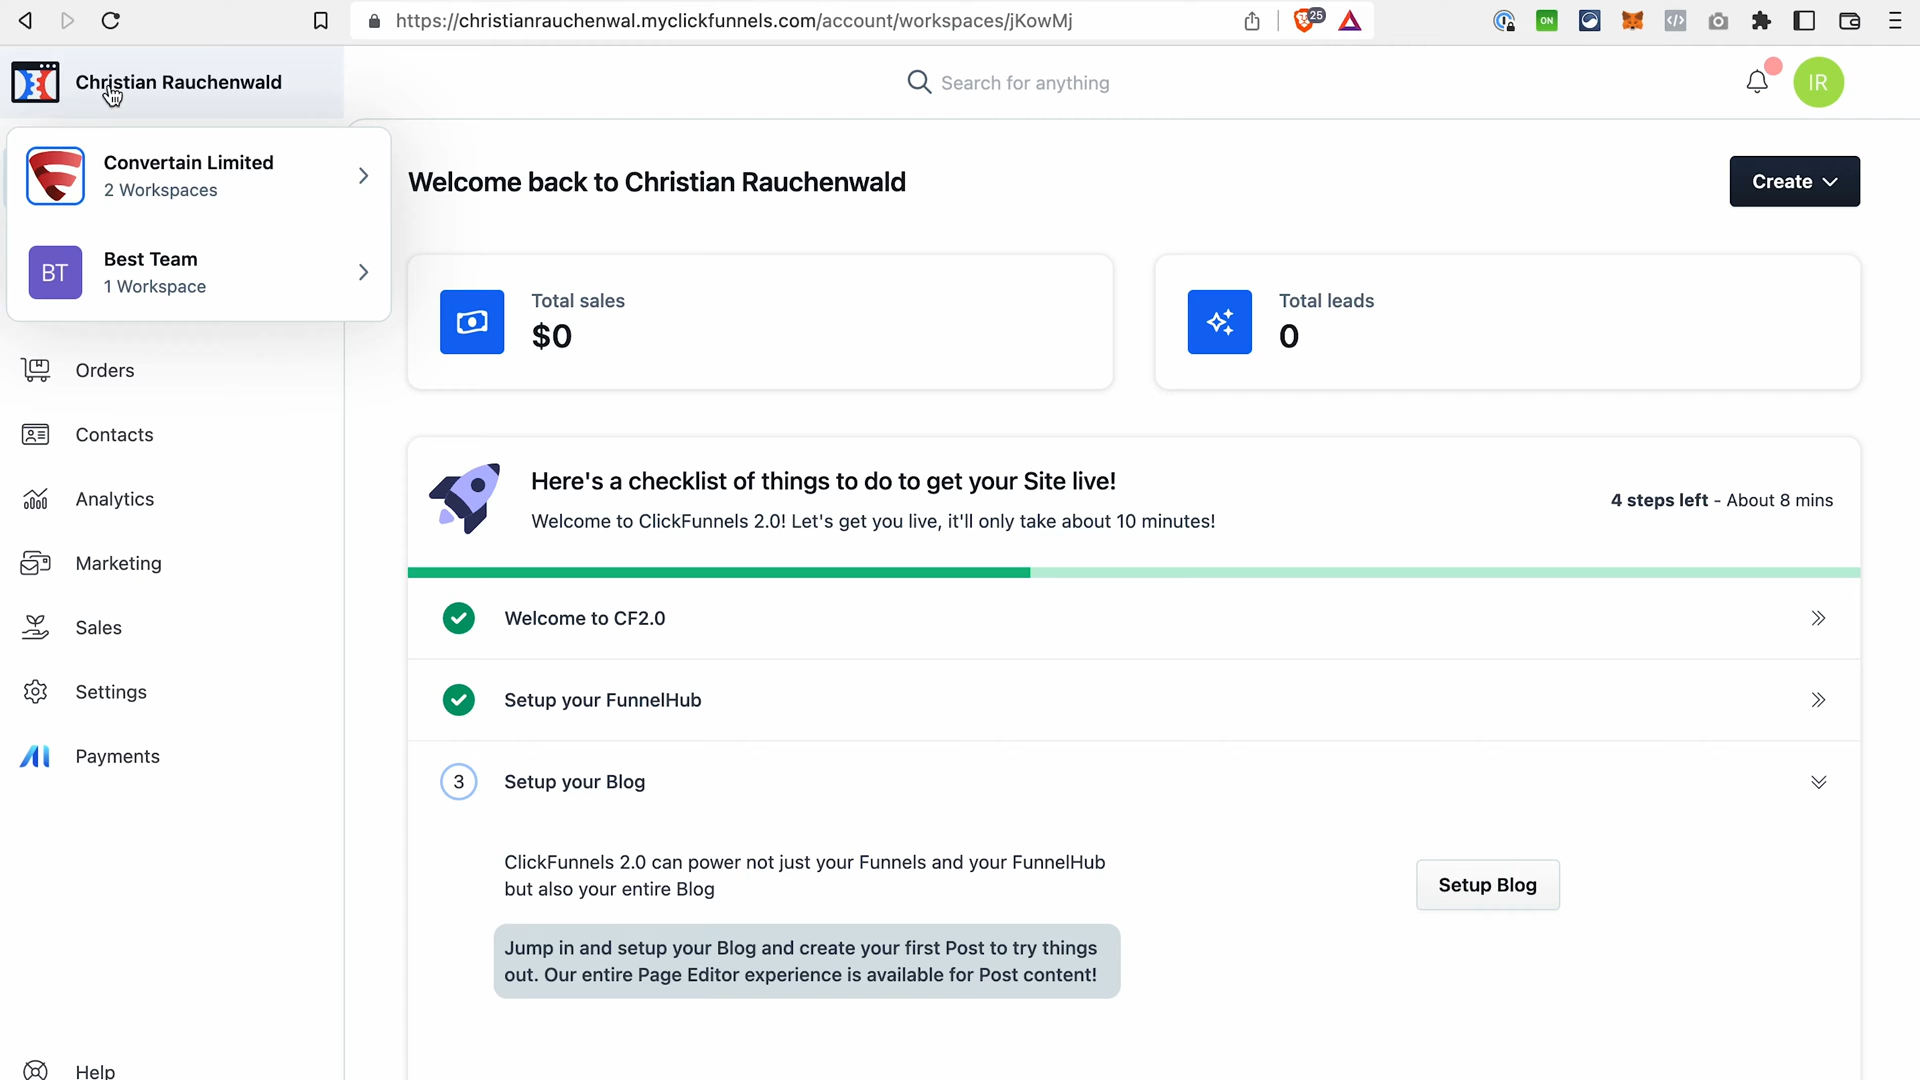 https://christianrauchenwal.myclickfunnels.com/account/workspaces/jKowMj
25
ON
Christian Rauchenwald
Search for anything
IR
Convertain Limited
2 Workspaces
BT
Best Team
1 Workspace
Welcome back to Christian Rauchenwald
Create
Total sales
$0
Total leads
0
Orders
Contacts
Analytics
Marketing
Sales
Settings
Payments
Help
Here's a checklist of things to do to get your Site live!
Welcome to ClickFunnels 2.0! Let's get you live, it'll only take about 10 minutes!
4 steps left - About 8 mins
Welcome to CF2.0
Setup your FunnelHub
3
Setup your Blog
ClickFunnels 2.0 can power not just your Funnels and your FunnelHub
but also your entire Blog
Setup Blog
Jump in and setup your Blog and create your first Post to try things
out. Our entire Page Editor experience is available for Post content!